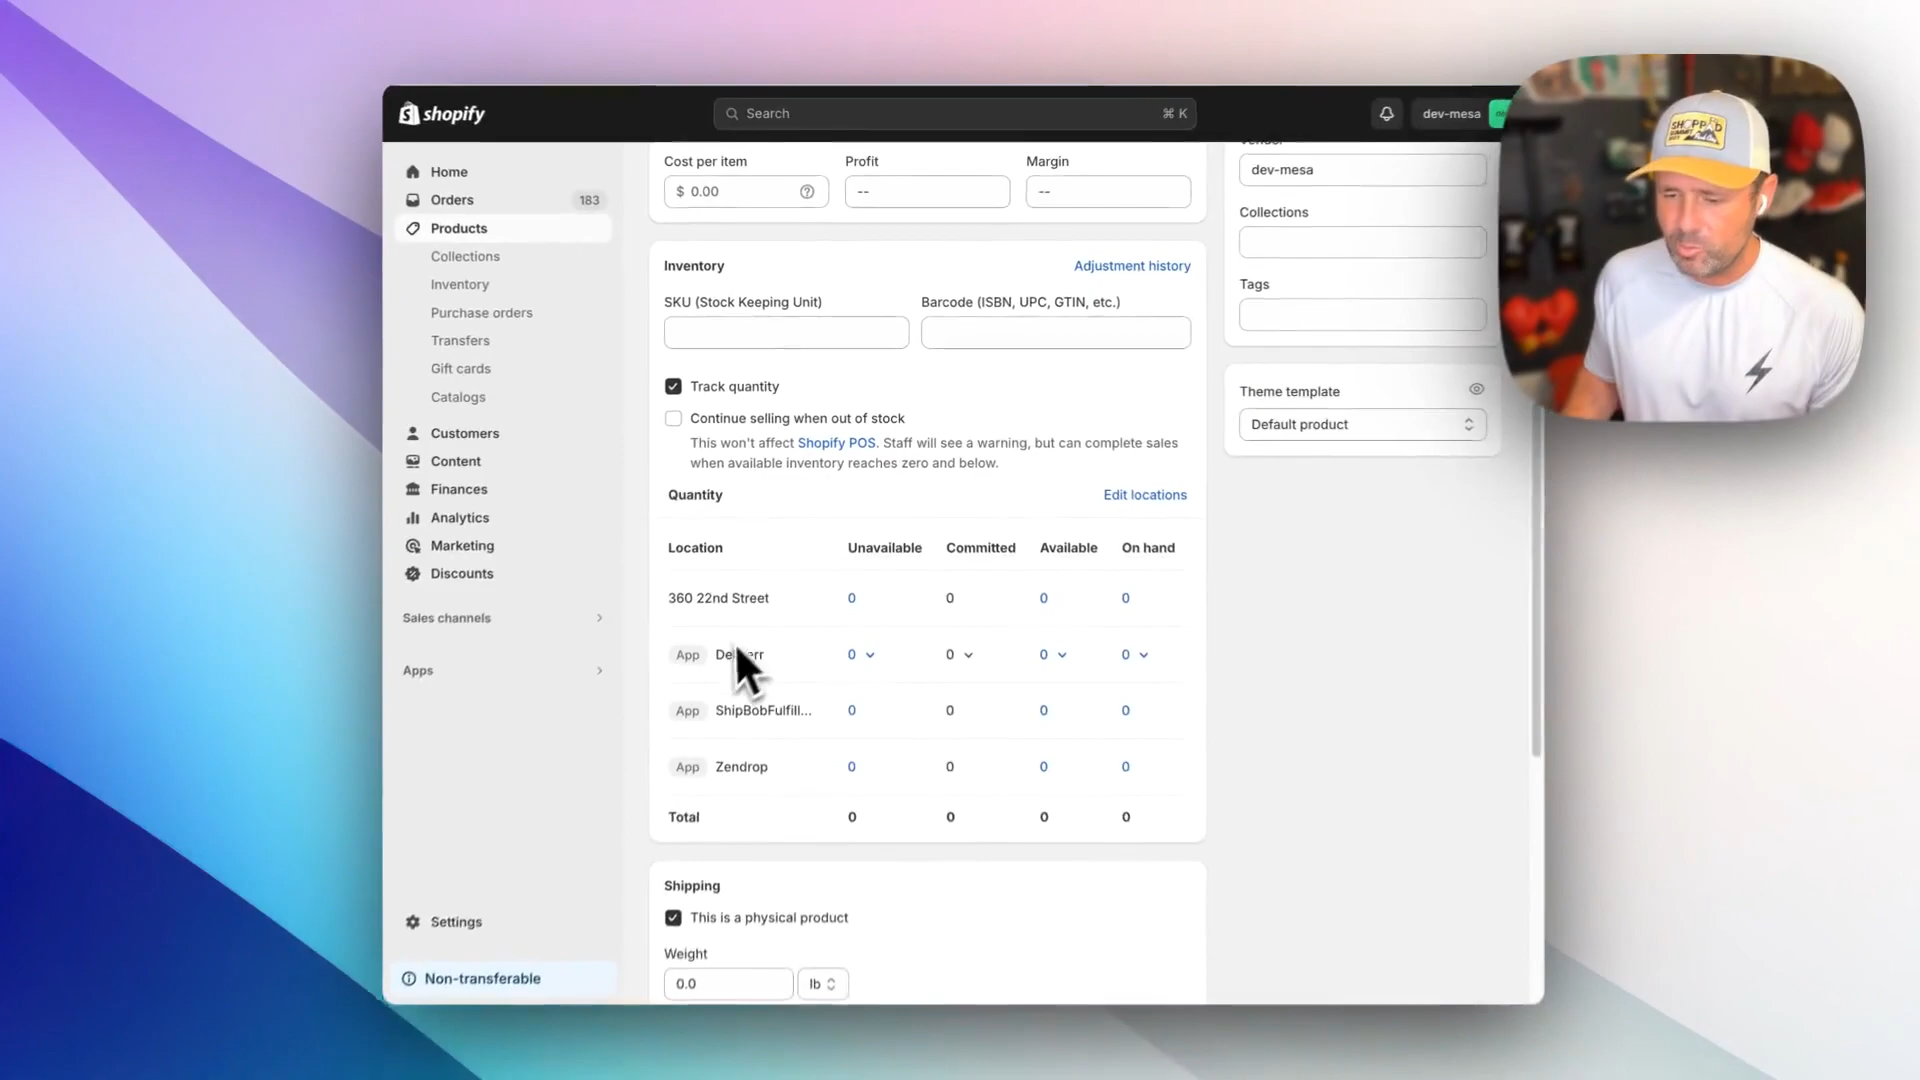 shopify
Search
⌘ K
dev-mesa
Home
Orders
183
Products
Collections
Inventory
Purchase orders
Transfers
Gift cards
Catalogs
Customers
Content
Finances
Analytics
Marketing
Discounts
Sales channels
Apps
Settings
Non-transferable
Cost per item
Profit
Margin
$ 0.00
--
--
Inventory
Adjustment history
SKU (Stock Keeping Unit)
Barcode (ISBN, UPC, GTIN, etc.)
Track quantity
Continue selling when out of stock
This won't affect Shopify POS. Staff will see a warning, but can complete sales
when available inventory reaches zero and below.
Quantity
Edit locations
Location Unavailable Committed Available On hand
360 22nd Street 0 0 0 0
App 0 0 0 0
App ShipBobFulfill... 0 0 0 0
App Zendrop 0 0 0 0
Total 0 0 0 0
Shipping
This is a physical product
Weight
0.0
lb
dev-mesa
Collections
Tags
Theme template
Default product
SUMMIT